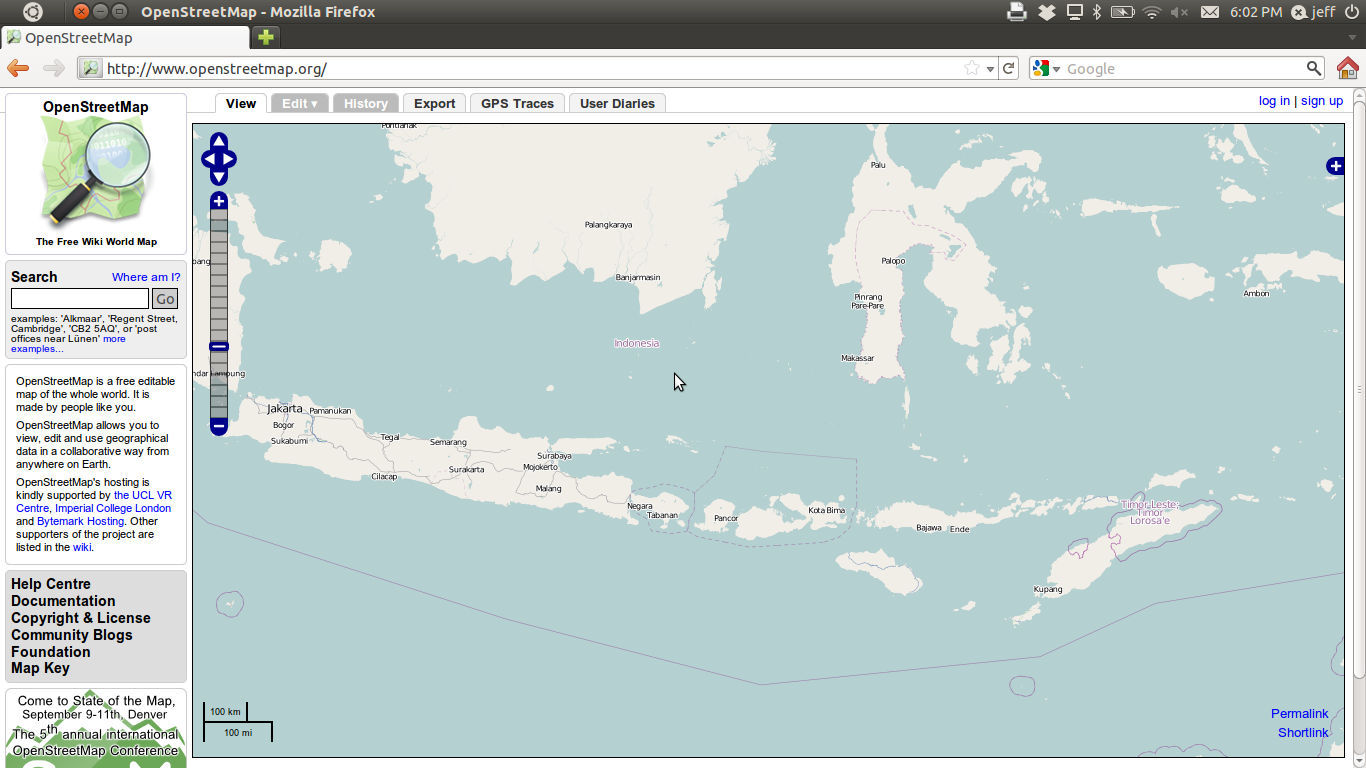 OpenStreetMap - Mozilla Firefox
6:02 PM
jeff
OpenStreetMap
http://www.openstreetmap.org/
Google
OpenStreetMap
The Free Wiki World Map
View
Edit ▾
History
Export
GPS Traces
User Diaries
log in | sign up
Search
Where am I?
Go
examples: 'Alkmaar', 'Regent Street,
Cambridge', 'CB2 5AQ', or 'post
offices near Lünen' more
examples...
OpenStreetMap is a free editable
map of the whole world. It is
made by people like you.
OpenStreetMap allows you to
view, edit and use geographical
data in a collaborative way from
anywhere on Earth.
OpenStreetMap's hosting is
kindly supported by the UCL VR
Centre, Imperial College London
and Bytemark Hosting. Other
supporters of the project are
listed in the wiki.
Help Centre
Documentation
Copyright & License
Community Blogs
Foundation
Map Key
Come to State of the Map,
September 9-11th, Denver
The 5th annual international
OpenStreetMap Conference
Pontianak
Palu
Palangkaraya
bang
Palopo
Banjarmasin
Ambon
Pinrang
Pare-Pare
Indonesia
Makassar
ndar Lampung
Jakarta
Pamanukan
Bogor
Sukabumi
Tegal
Semarang
Surabaya
Surakarta
Mojokerto
Cilacap
Malang
Negara
Tabanan
Pancor
Kota Bima
Bajawa
Ende
Timor-Leste;
Timor
Lorosa'e
Kupang
100 km
100 mi
Permalink
Shortlink